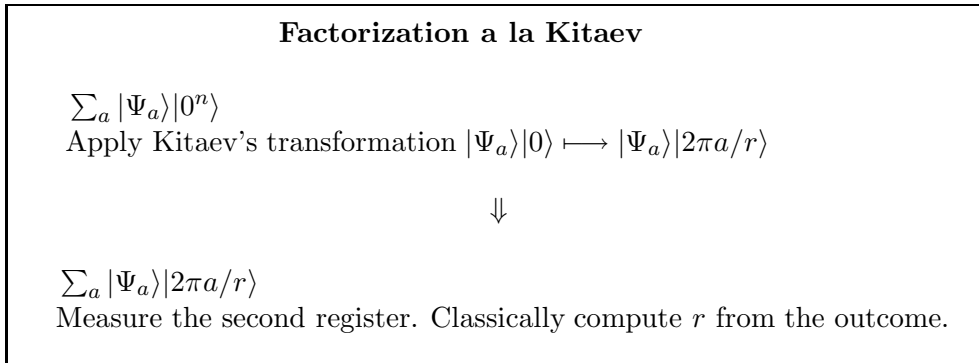 Factorization a la Kitaev
∑ₐ |Ψₐ⟩|0ⁿ⟩
Apply Kitaev's transformation |Ψₐ⟩|0⟩ ⟼ |Ψₐ⟩|2πa/r⟩
⇓
∑ₐ |Ψₐ⟩|2πa/r⟩
Measure the second register. Classically compute r from the outcome.